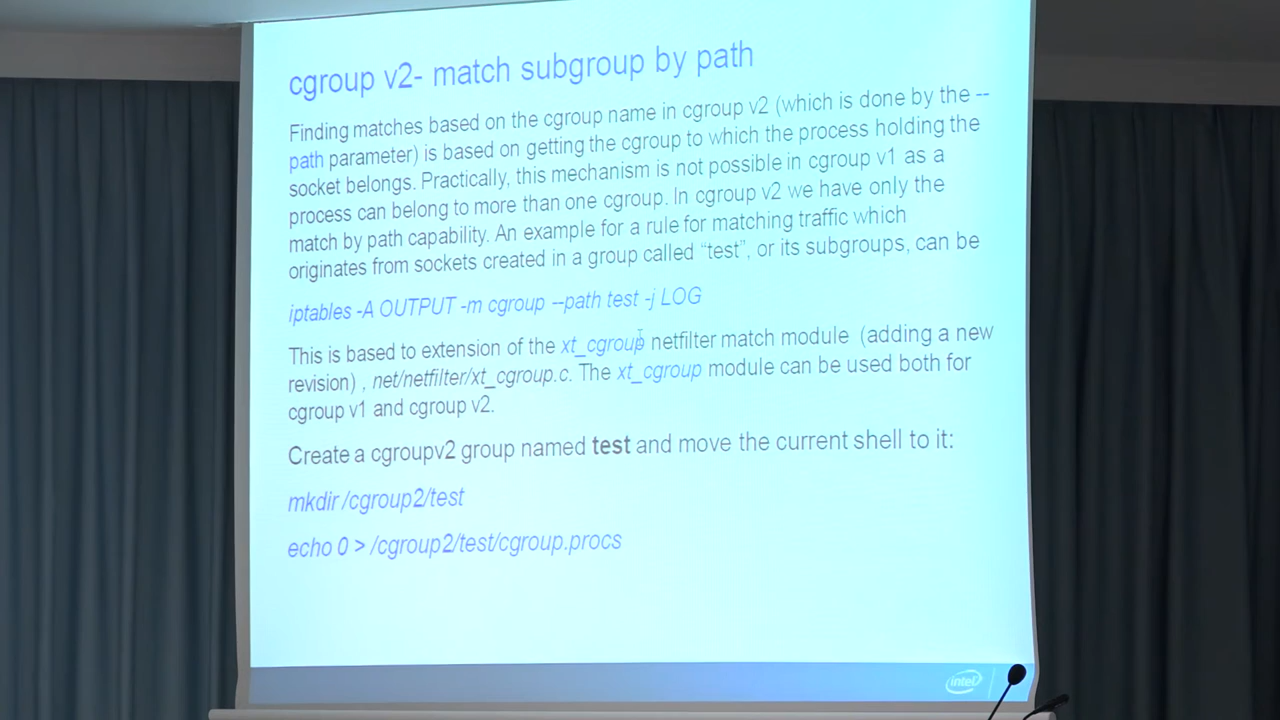 cgroup v2- match subgroup by path
Finding matches based on the cgroup name in cgroup v2 (which is done by the --
path parameter) is based on getting the cgroup to which the process holding the
socket belongs. Practically, this mechanism is not possible in cgroup v1 as a
process can belong to more than one cgroup. In cgroup v2 we have only the
match by path capability. An example for a rule for matching traffic which
originates from sockets created in a group called “test”, or its subgroups, can be
iptables -A OUTPUT -m cgroup --path test -j LOG
This is based to extension of the xt_cgroup netfilter match module (adding a new
revision) , net/netfilter/xt_cgroup.c. The xt_cgroup module can be used both for
cgroup v1 and cgroup v2.
Create a cgroupv2 group named test and move the current shell to it:
mkdir /cgroup2/test
echo 0 > /cgroup2/test/cgroup.procs
intel